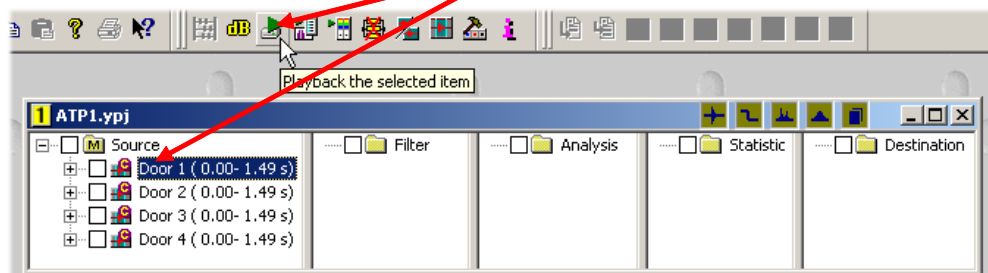 dB
Playback the selected item
1 ATP1.ypj
M Source
Door 1 ( 0.00- 1.49 s)
Door 2 ( 0.00- 1.49 s)
Door 3 ( 0.00- 1.49 s)
Door 4 ( 0.00- 1.49 s)
Filter
Analysis
Statistic
Destination